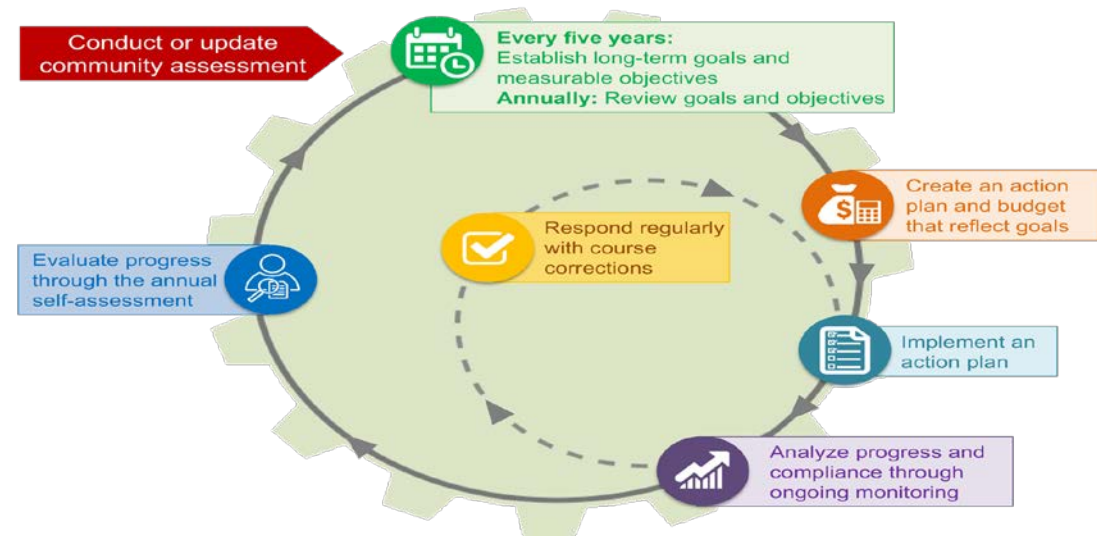 Conduct or update
community assessment
Every five years:
Establish long-term goals and
measurable objectives
Annually: Review goals and objectives
Create an action
plan and budget
that reflect goals
$
Respond regularly
with course
corrections
Evaluate progress
through the annual
self-assessment
Implement an
action plan
Analyze progress and
compliance through
ongoing monitoring